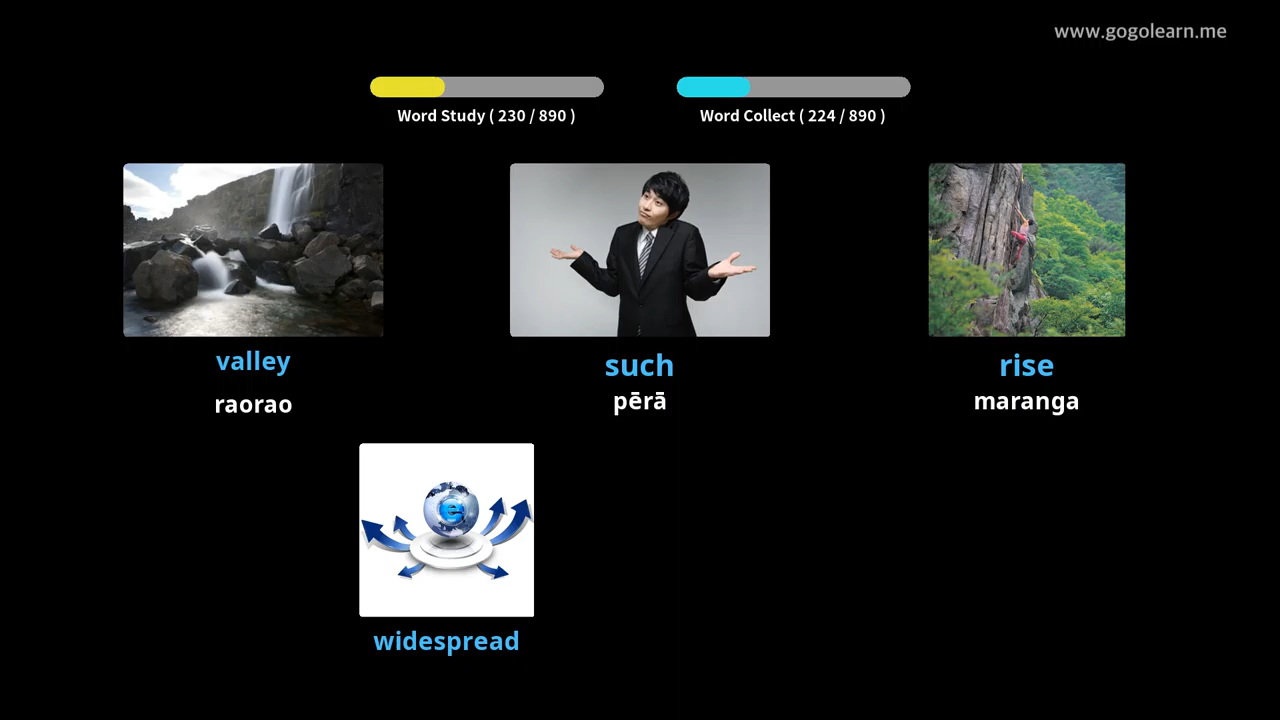 www.gogolearn.me
Word Study ( 230 / 890 )
Word Collect ( 224 / 890 )
valley
raorao
such
pērā
rise
maranga
e
widespread